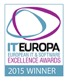 IT EUROPA
EUROPEAN IT & SOFTWARE
EXCELLENCE AWARDS
2015 WINNER